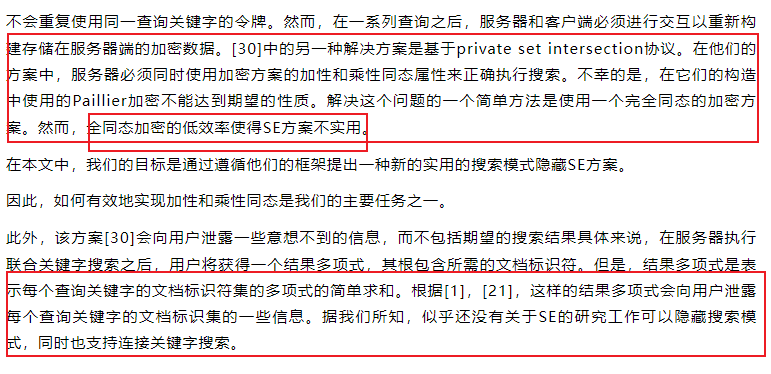 不会重复使用同一查询关键字的令牌。然而，在一系列查询之后，服务器和客户端必须进行交互以重新构
建存储在服务器端的加密数据。[30]中的另一种解决方案是基于private set intersection协议。在他们的
方案中，服务器必须同时使用加密方案的加性和乘性同态属性来正确执行搜索。不幸的是，在它们的构造
中使用的Paillier加密不能达到期望的性质。解决这个问题的一个简单方法是使用一个完全同态的加密方
案。然而，全同态加密的低效率使得SE方案不实用。
在本文中，我们的目标是通过遵循他们的框架提出一种新的实用的搜索模式隐藏SE方案。
因此，如何有效地实现加性和乘性同态是我们的主要任务之一。
此外，该方案[30]会向用户泄露一些意想不到的信息，而不包括期望的搜索结果具体来说，在服务器执行
联合关键字搜索之后，用户将获得一个结果多项式，其根包含所需的文档标识符。但是，结果多项式是表
示每个查询关键字的文档标识符集的多项式的简单求和。根据[1]，[21]，这样的结果多项式会向用户泄露
每个查询关键字的文档标识集的一些信息。据我们所知，似乎还没有关于SE的研究工作可以隐藏搜索模
式，同时也支持连接关键字搜索。